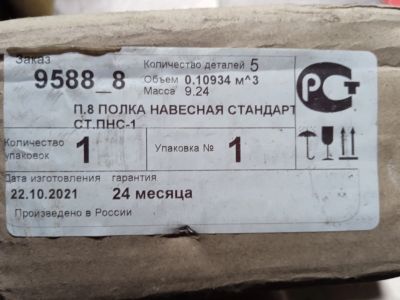 Заказ
9588_8
Количество деталей 5
Объем 0.10934 м^3
Масса 9.24
П.8 ПОЛКА НАВЕСНАЯ СТАНДАРТ
СТ.ПНС-1
Количество упаковок 1
Упаковка № 1
Дата изготовления
22.10.2021
гарантия
24 месяца
Произведено в России
РСТ